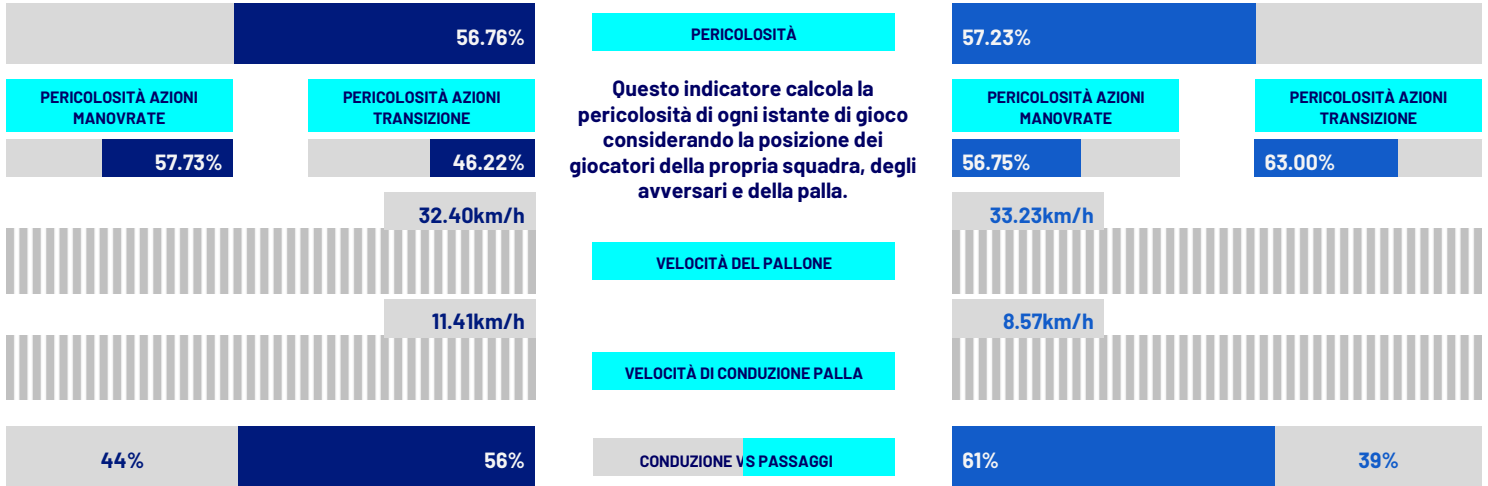 56.76%
PERICOLOSITÀ
57.23%
PERICOLOSITÀ AZIONI
MANOVRATE
PERICOLOSITÀ AZIONI
TRANSIZIONE
57.73%
46.22%
Questo indicatore calcola la
pericolosità di ogni istante di gioco
considerando la posizione dei
giocatori della propria squadra, degli
avversari e della palla.
PERICOLOSITÀ AZIONI
MANOVRATE
PERICOLOSITÀ AZIONI
TRANSIZIONE
56.75%
63.00%
32.40km/h
VELOCITÀ DEL PALLONE
33.23km/h
11.41km/h
VELOCITÀ DI CONDUZIONE PALLA
8.57km/h
44%
56%
CONDUZIONE VS PASSAGGI
61%
39%